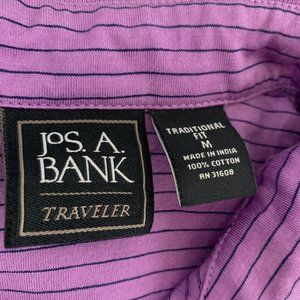 JOS. A.
BANK
TRAVELER
TRADITIONAL
FIT
M
MADE IN INDIA
100% COTTON
RN 31608